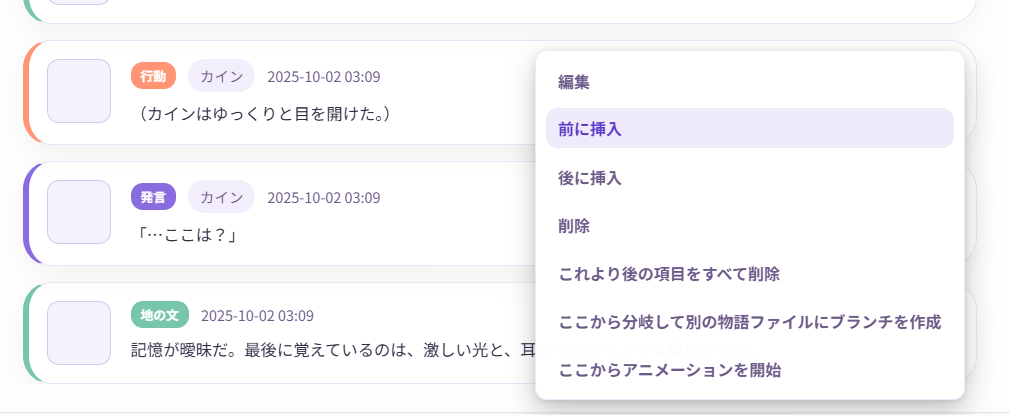 行動 カイン 2025-10-02 03:09
（カインはゆっくりと目を開けた。）
発言 カイン 2025-10-02 03:09
「…ここは？」
地の文 2025-10-02 03:09
記憶が曖昧だ。最後に覚えているのは、激しい光と、耳
編集
前に挿入
後に挿入
削除
これより後の項目をすべて削除
ここから分岐して別の物語ファイルにブランチを作成
ここからアニメーションを開始